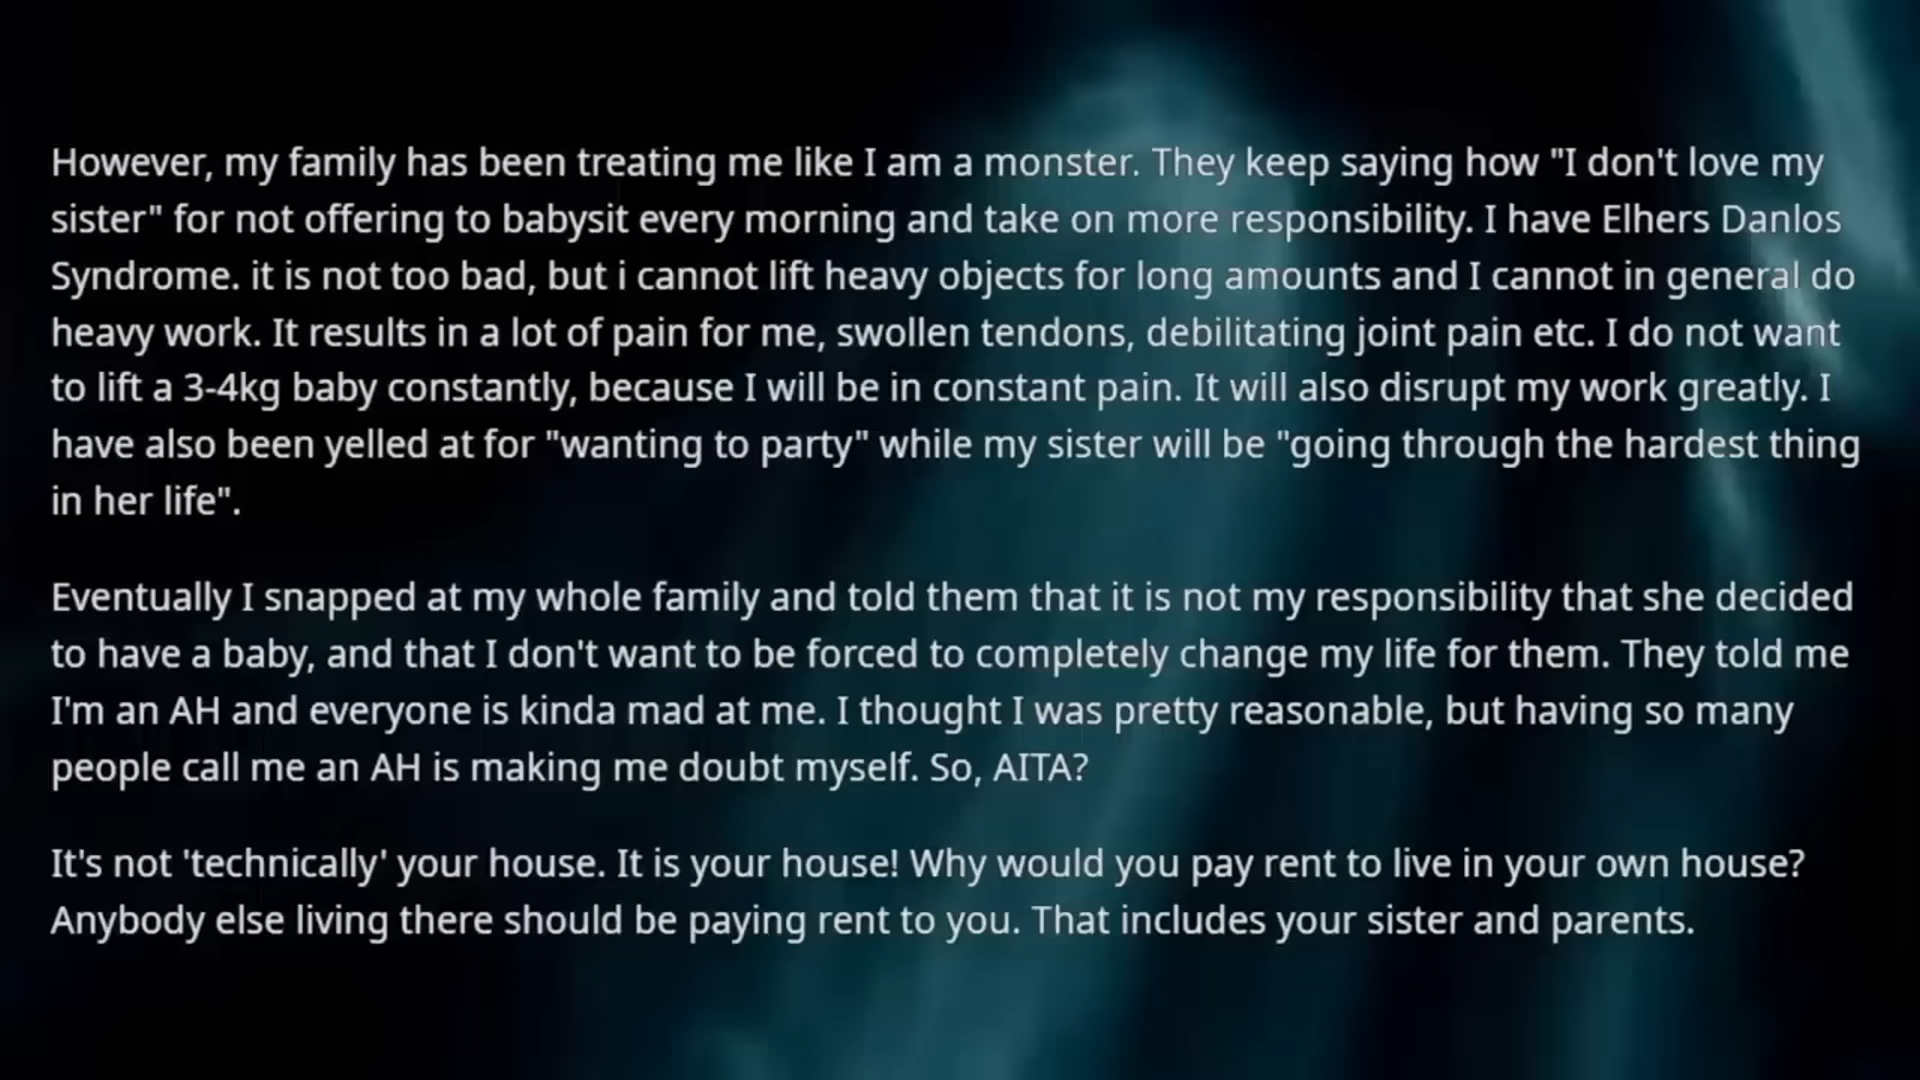 However, my family has been treating me like I am a monster. They keep saying how "I don't love my
sister" for not offering to babysit every morning and take on more responsibility. I have Elhers Danlos
Syndrome. it is not too bad, but i cannot lift heavy objects for long amounts and I cannot in general do
heavy work. It results in a lot of pain for me, swollen tendons, debilitating joint pain etc. I do not want
to lift a 3-4kg baby constantly, because I will be in constant pain. It will also disrupt my work greatly. I
have also been yelled at for "wanting to party" while my sister will be "going through the hardest thing
in her life".
Eventually I snapped at my whole family and told them that it is not my responsibility that she decided
to have a baby, and that I don't want to be forced to completely change my life for them. They told me
I'm an AH and everyone is kinda mad at me. I thought I was pretty reasonable, but having so many
people call me an AH is making me doubt myself. So, AITA?
It's not 'technically' your house. It is your house! Why would you pay rent to live in your own house?
Anybody else living there should be paying rent to you. That includes your sister and parents.